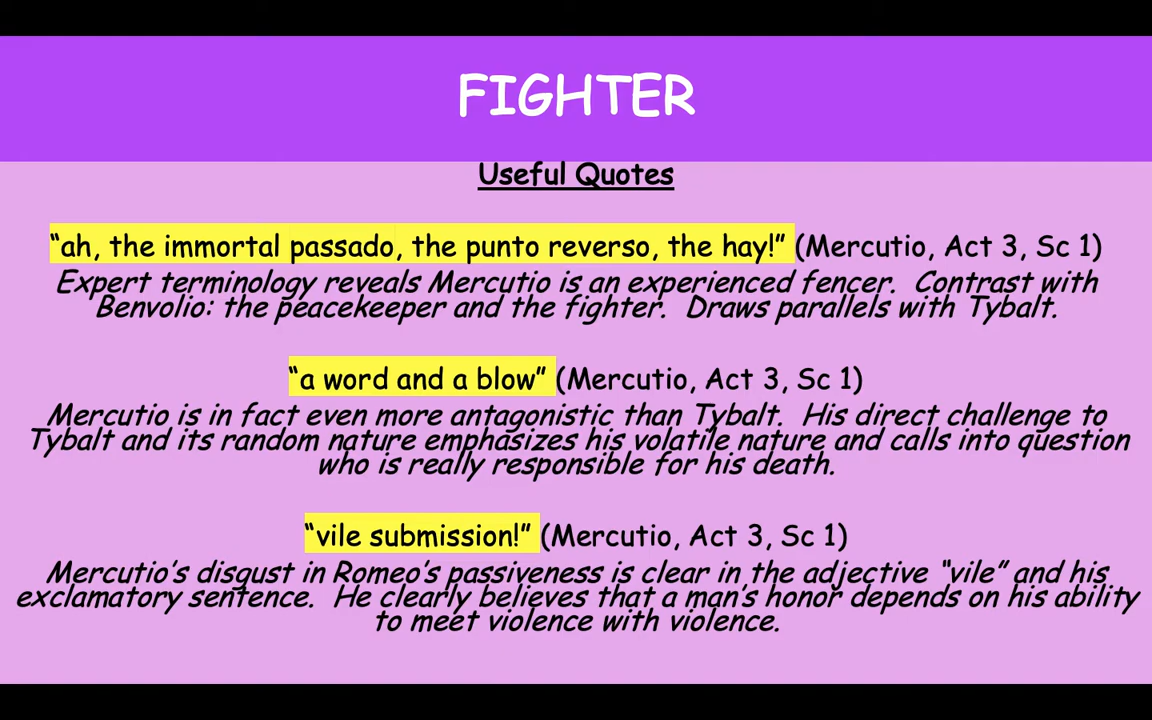 FIGHTER
Useful Quotes
“ah, the immortal passado, the punto reverso, the hay!” (Mercutio, Act 3, Sc 1)
Expert terminology reveals Mercutio is an experienced fencer.  Contrast with
Benvolio: the peacekeeper and the fighter.  Draws parallels with Tybalt.
“a word and a blow” (Mercutio, Act 3, Sc 1)
Mercutio is in fact even more antagonistic than Tybalt.  His direct challenge to
Tybalt and its random nature emphasizes his volatile nature and calls into question
who is really responsible for his death.
“vile submission!” (Mercutio, Act 3, Sc 1)
Mercutio’s disgust in Romeo’s passiveness is clear in the adjective “vile” and his
exclamatory sentence.  He clearly believes that a man’s honor depends on his ability
to meet violence with violence.